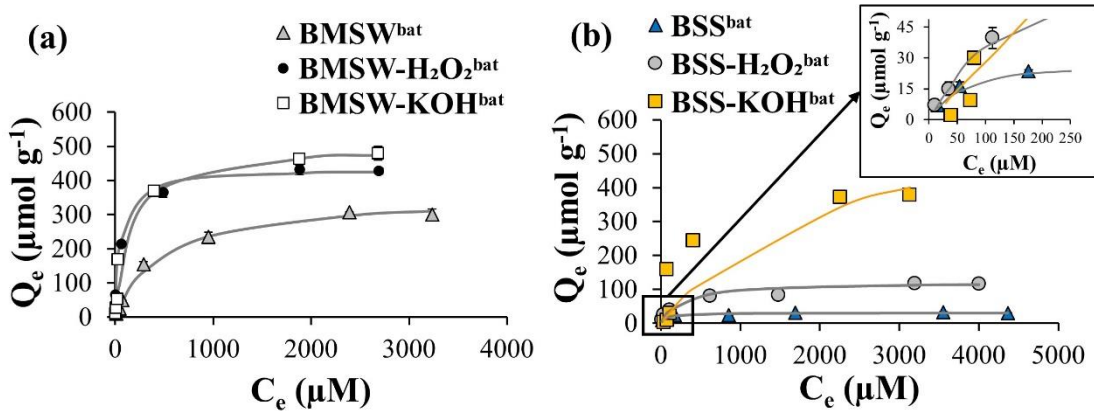 (a)
BMSWᵇᵃᵗ
BMSW-H₂O₂ᵇᵃᵗ
BMSW-KOHᵇᵃᵗ
600
500
400
300
200
100
0
Qₑ (μmol g⁻¹)
0 1000 2000 3000 4000
Cₑ (μM)
(b)
BSSᵇᵃᵗ
BSS-H₂O₂ᵇᵃᵗ
BSS-KOHᵇᵃᵗ
600
500
400
300
200
100
0
Qₑ (μmol g⁻¹)
0 1000 2000 3000 4000 5000
Cₑ (μM)
45
30
15
0
Qₑ (μmol g⁻¹)
0 50 100 150 200 250
Cₑ (μM)